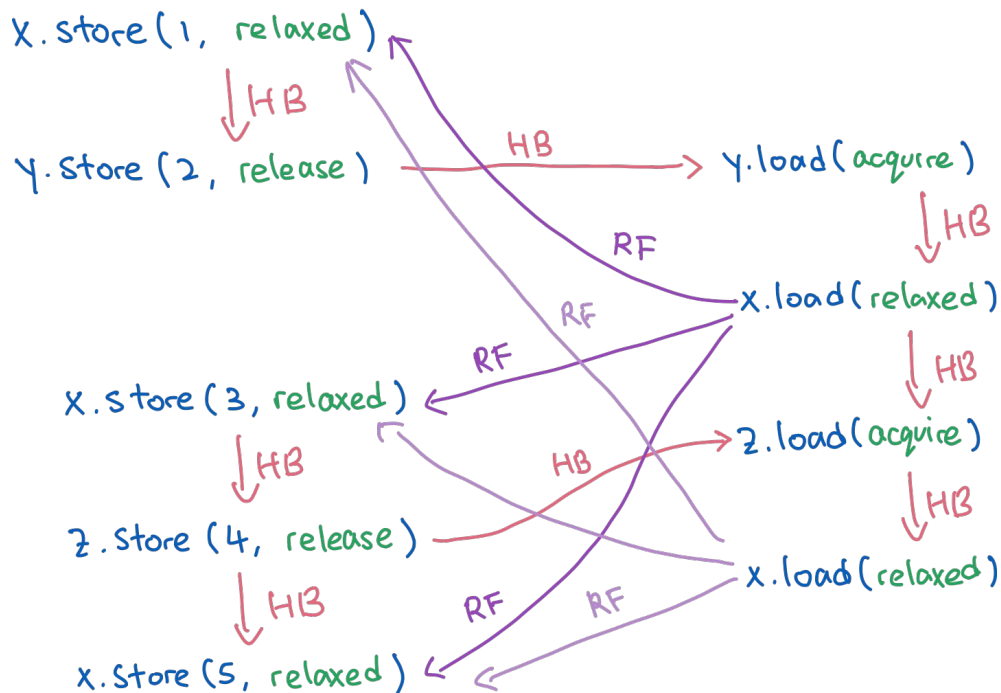 x.store(1, relaxed)
HB
y.store(2, release)
HB
y.load(acquire)
HB
RF
x.load(relaxed)
RF
RF
HB
x.store(3, relaxed)
z.load(acquire)
HB
HB
HB
z.store(4, release)
x.load(relaxed)
HB
RF
RF
x.store(5, relaxed)